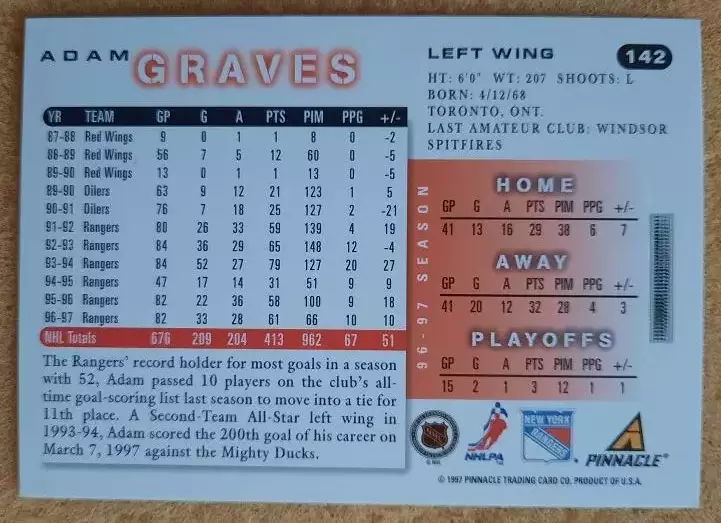 ADAM GRAVES
LEFT WING 142
HT: 6'0" WT: 207 SHOOTS: L
BORN: 4/12/68
TORONTO, ONT.
LAST AMATEUR CLUB: WINDSOR
SPITFIRES
YR TEAM GP G A PTS PIM PPG +/-
87-88 Red Wings 9 0 1 1 8 0 -2
86-89 Red Wings 56 7 5 12 60 0 -5
89-90 Red Wings 13 0 1 1 13 0 -5
89-90 Oilers 63 9 12 21 123 1 5
90-91 Oilers 76 7 18 25 127 2 -21
91-92 Rangers 80 26 33 59 139 4 19
92-93 Rangers 84 36 29 65 148 12 -4
93-94 Rangers 84 52 27 79 127 20 27
94-95 Rangers 47 17 14 31 51 9 9
95-96 Rangers 82 22 36 58 100 9 18
96-97 Rangers 82 33 28 61 66 10 10
NHL Totals 676 209 204 413 962 67 51
The Rangers' record holder for most goals in a season
with 52, Adam passed 10 players on the club's all-
time goal-scoring list last season to move into a tie for
11th place. A Second-Team All-Star left wing in
1993-94, Adam scored the 200th goal of his career on
March 7, 1997 against the Mighty Ducks.
96-97 SEASON
HOME
GP G A PTS PIM PPG +/-
41 13 16 29 38 6 7
AWAY
GP G A PTS PIM PPG +/-
41 20 12 32 28 4 3
PLAYOFFS
GP G A PTS PIM PPG +/-
15 2 1 3 12 1 1
NHL
NHLPA
NEW YORK
RANGERS
PINNACLE
© 1997 PINNACLE TRADING CARD CO. PRODUCT OF U.S.A.